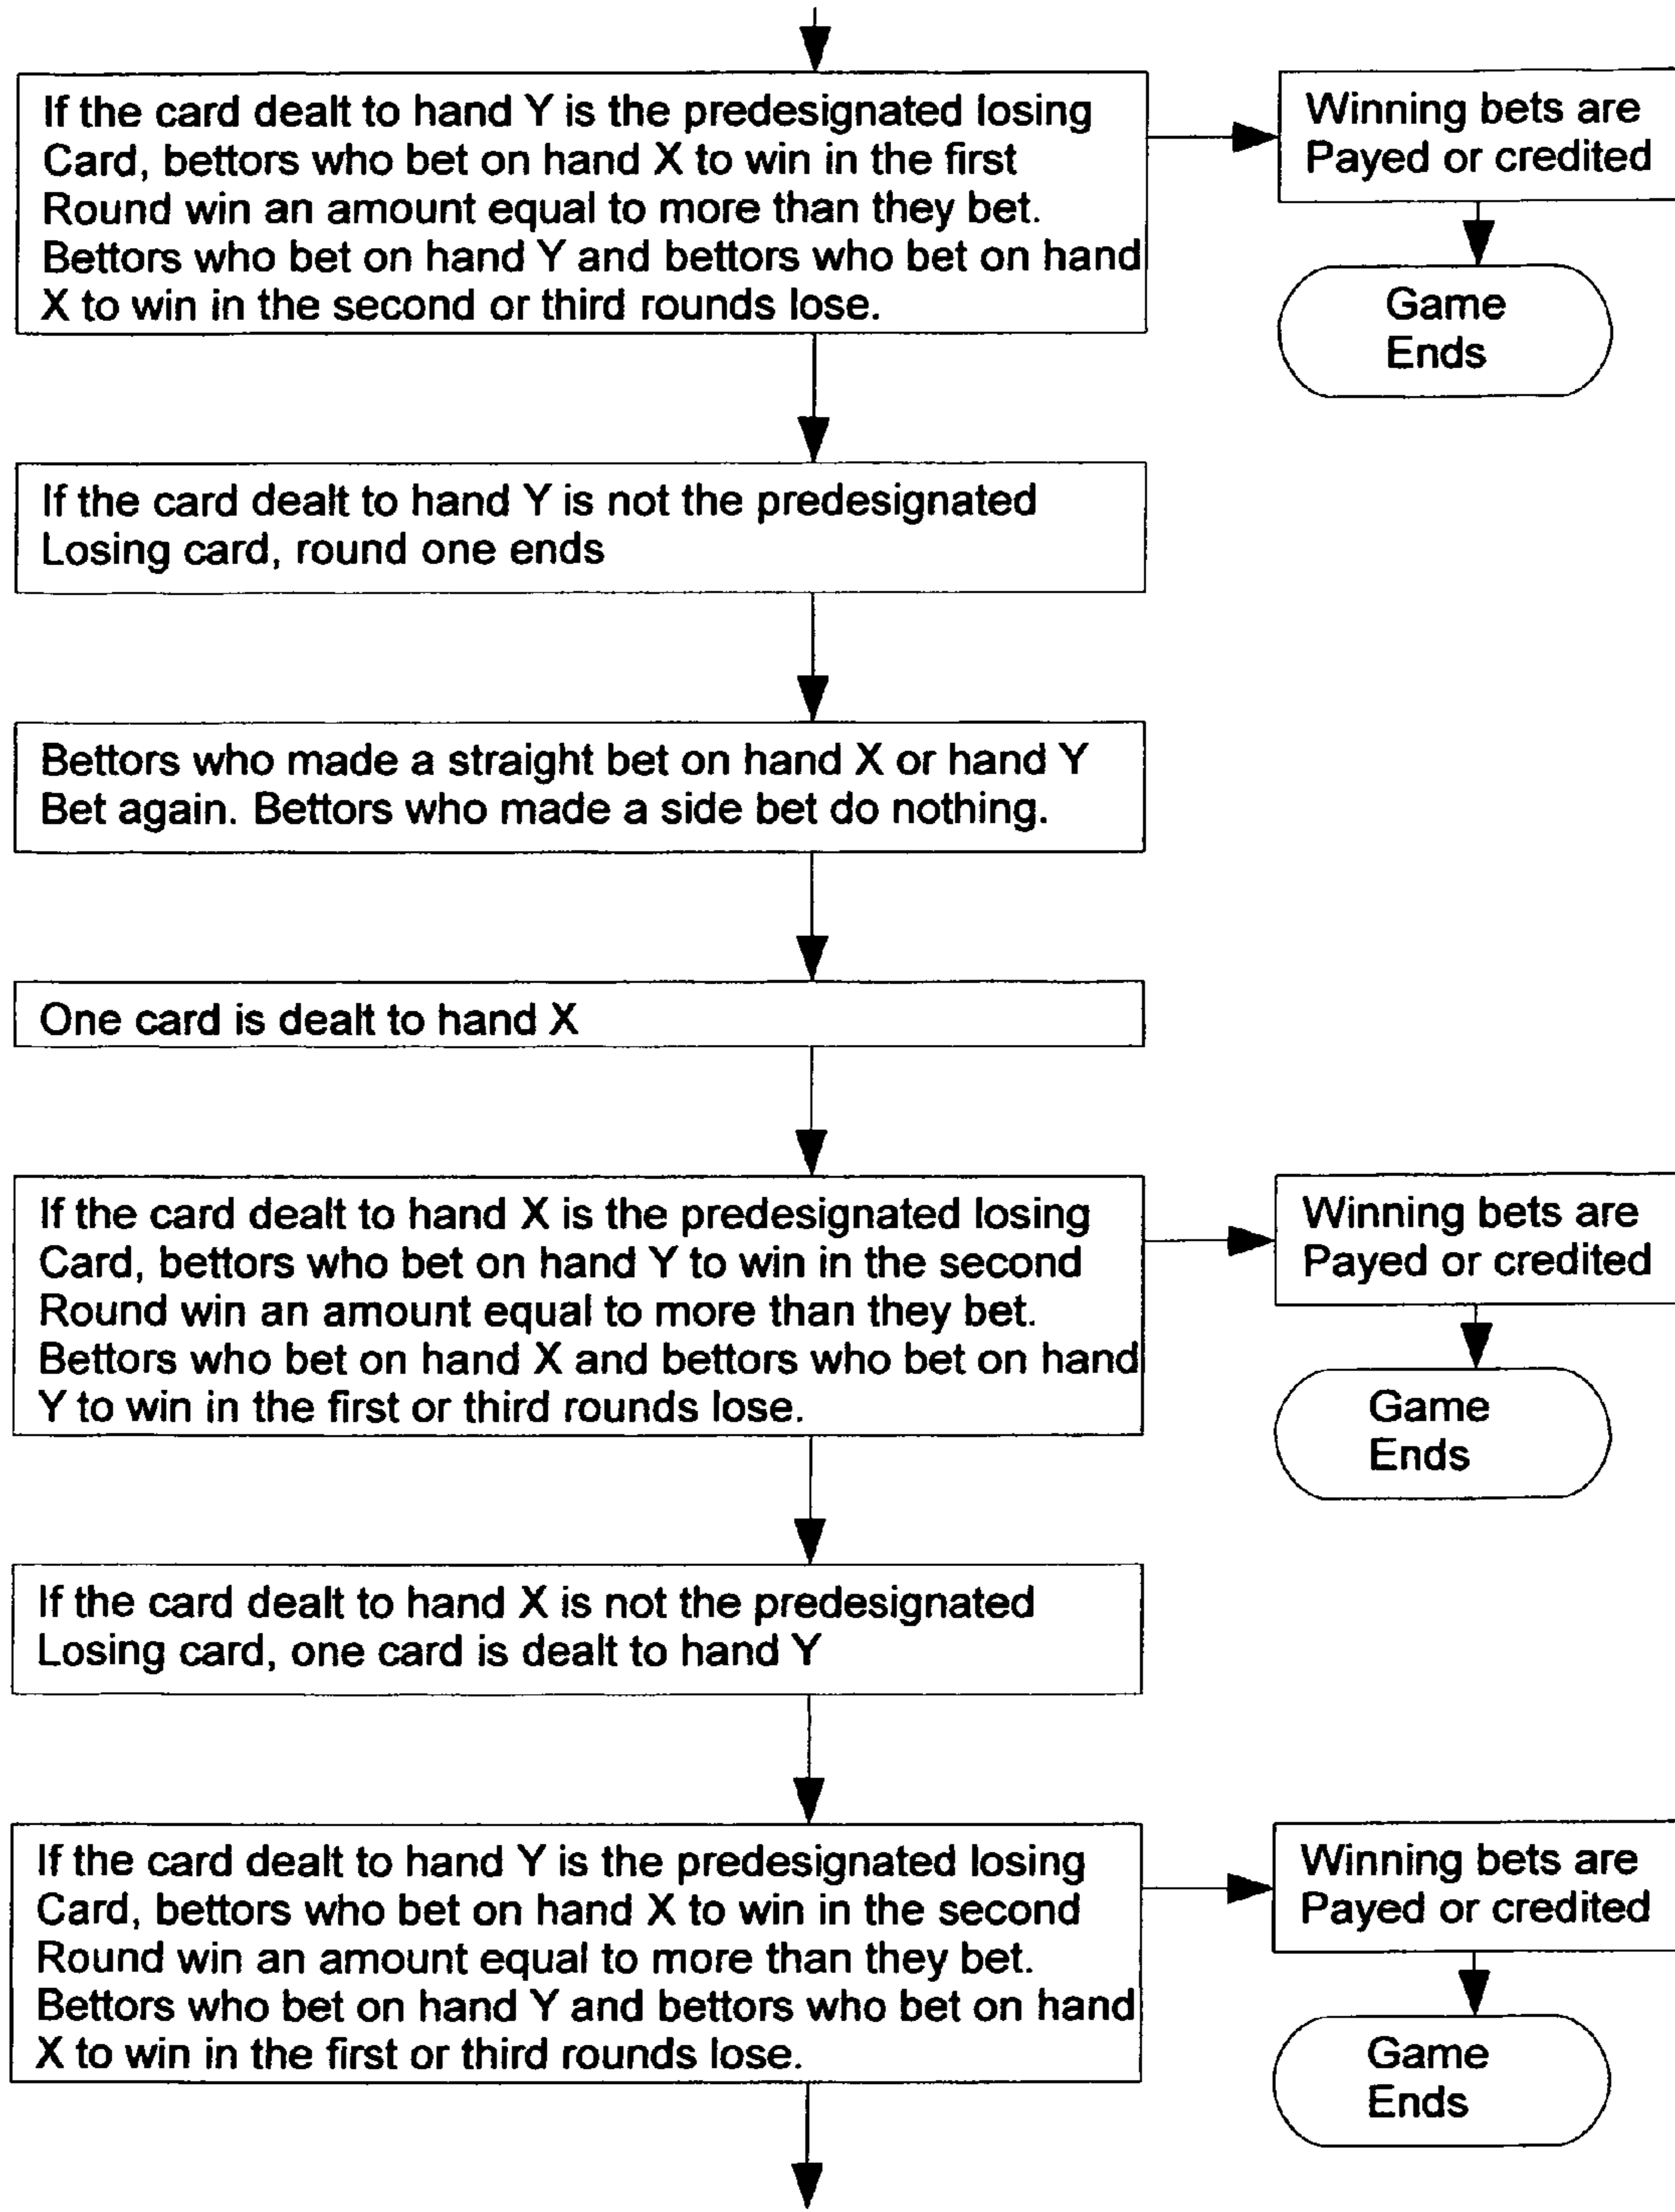 If the card dealt to hand Y is the predesignated losing
Card, bettors who bet on hand X to win in the first
Round win an amount equal to more than they bet.
Bettors who bet on hand Y and bettors who bet on hand
X to win in the second or third rounds lose.
Winning bets are
Payed or credited
Game
Ends
If the card dealt to hand Y is not the predesignated
Losing card, round one ends
Bettors who made a straight bet on hand X or hand Y
Bet again. Bettors who made a side bet do nothing.
One card is dealt to hand X
If the card dealt to hand X is the predesignated losing
Card, bettors who bet on hand Y to win in the second
Round win an amount equal to more than they bet.
Bettors who bet on hand X and bettors who bet on hand
Y to win in the first or third rounds lose.
Winning bets are
Payed or credited
Game
Ends
If the card dealt to hand X is not the predesignated
Losing card, one card is dealt to hand Y
If the card dealt to hand Y is the predesignated losing
Card, bettors who bet on hand X to win in the second
Round win an amount equal to more than they bet.
Bettors who bet on hand Y and bettors who bet on hand
X to win in the first or third rounds lose.
Winning bets are
Payed or credited
Game
Ends